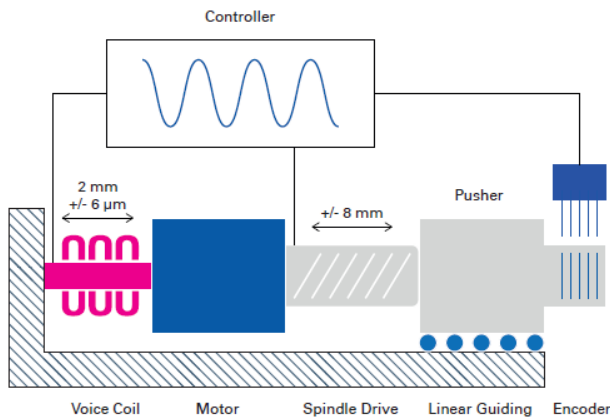 Controller
2 mm
+/- 6 µm
+/- 8 mm
Pusher
Voice Coil
Motor
Spindle Drive
Linear Guiding
Encoder